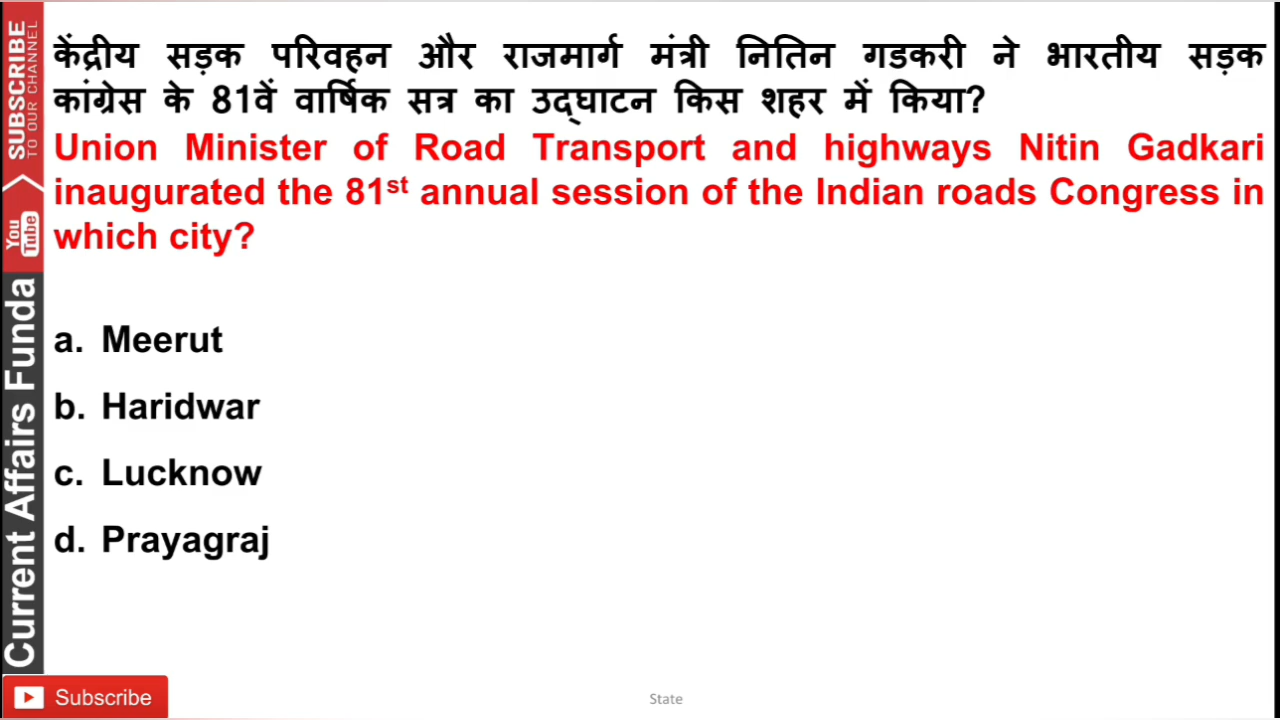 केंद्रीय सड़क परिवहन और राजमार्ग मंत्री नितिन गडकरी ने भारतीय सड़क
कांग्रेस के 81वें वार्षिक सत्र का उद्घाटन किस शहर में किया?
Union Minister of Road Transport and highways Nitin Gadkari
inaugurated the 81st annual session of the Indian roads Congress in
which city?
a. Meerut
b. Haridwar
c. Lucknow
d. Prayagraj
SUBSCRIBE
TO OUR CHANNEL
You
Tube
Current Affairs Funda
Subscribe
State